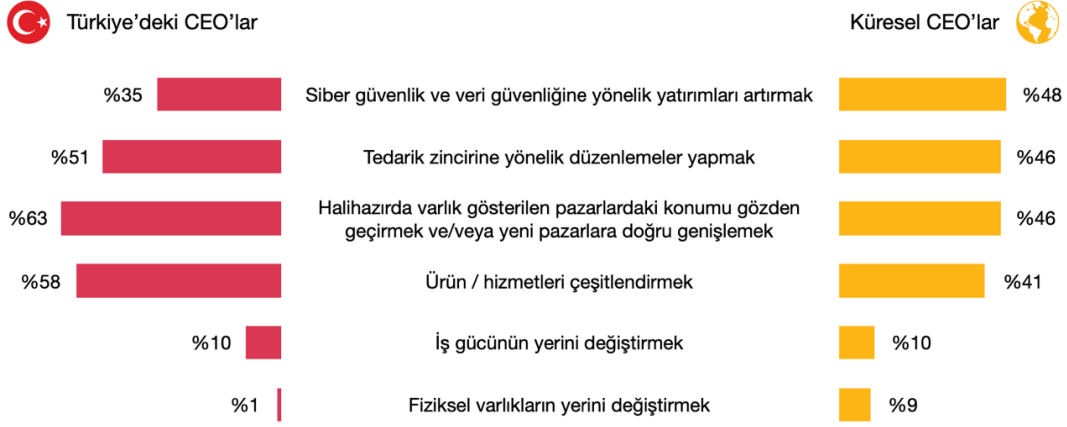 Türkiye’deki CEO’lar
Küresel CEO’lar
%35
Siber güvenlik ve veri güvenliğine yönelik yatırımları artırmak
%48
%51
Tedarik zincirine yönelik düzenlemeler yapmak
%46
%63
Halihazırda varlık gösterilen pazarlardaki konumu gözden
geçirmek ve/veya yeni pazarlara doğru genişlemek
%46
%58
Ürün / hizmetleri çeşitlendirmek
%41
%10
İş gücünün yerini değiştirmek
%10
%1
Fiziksel varlıkların yerini değiştirmek
%9